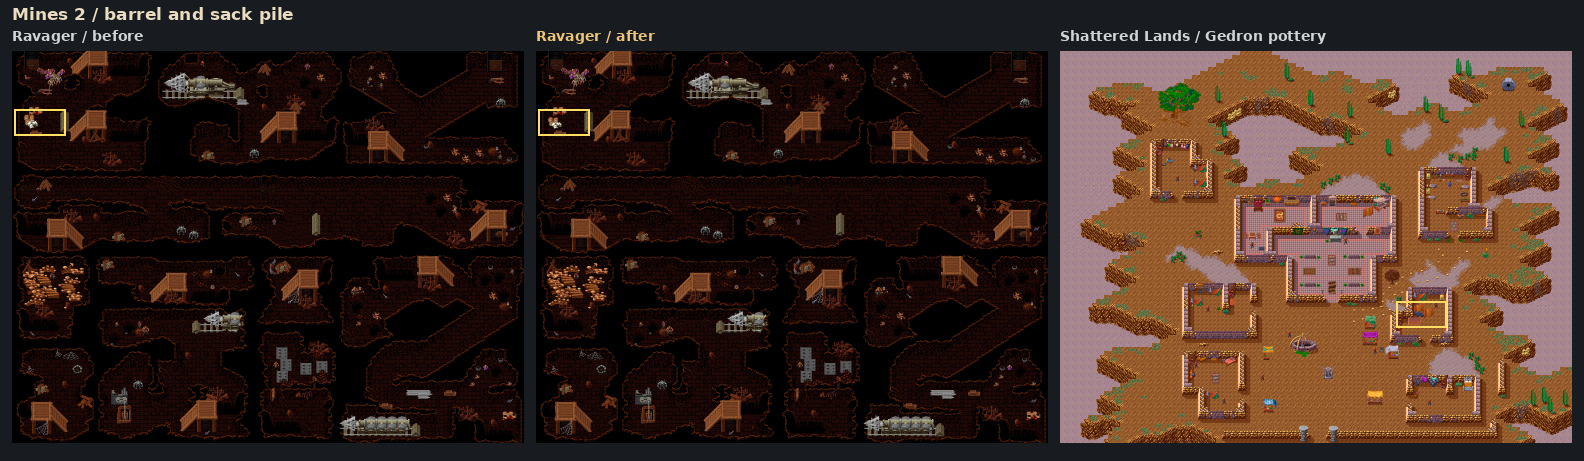 Mines 2 / barrel and sack pile
Ravager / before
Ravager / after
Shattered Lands / Gedron pottery